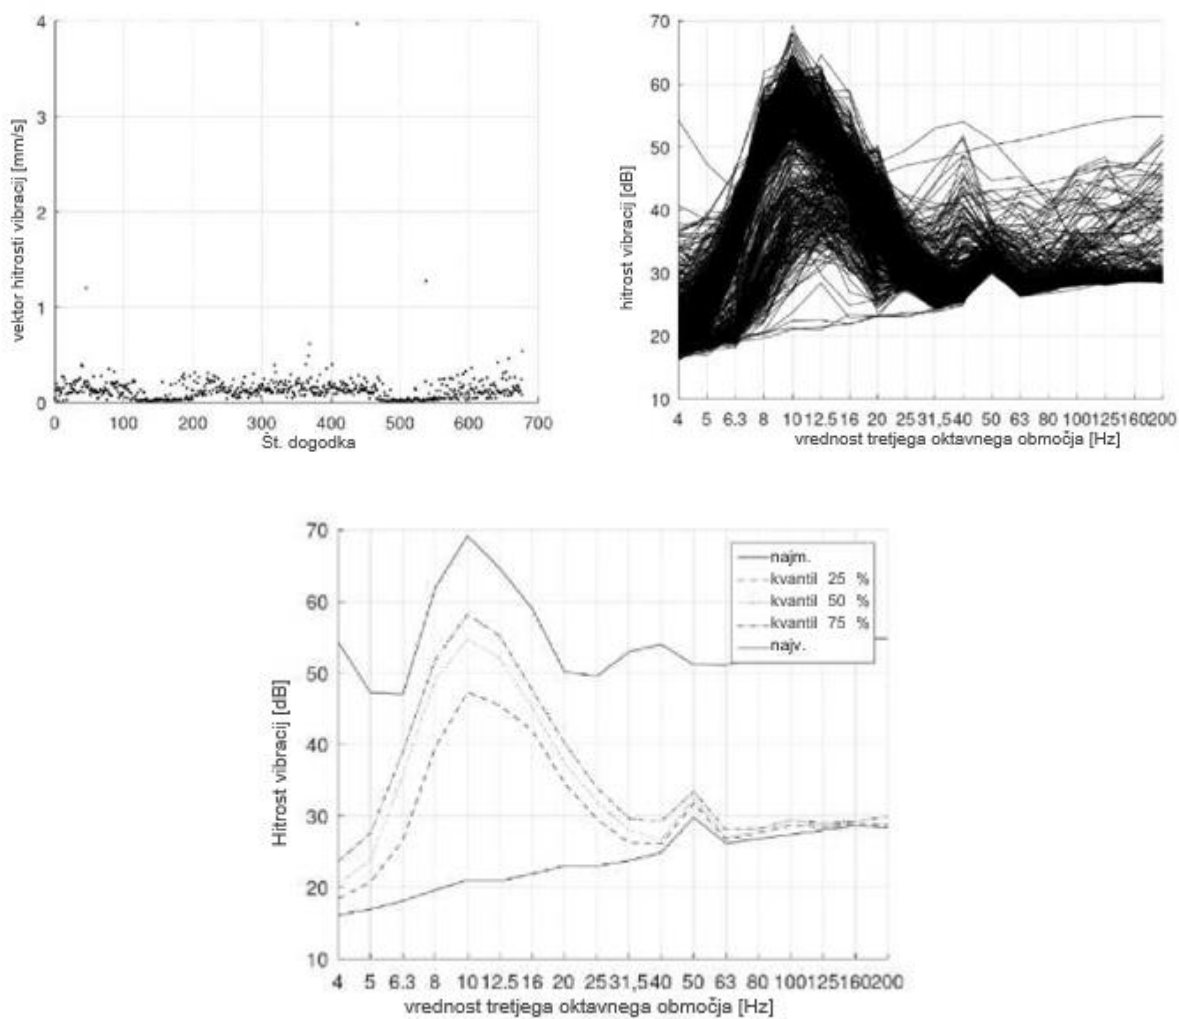 4
3
2
1
0
0 100 200 300 400 500 600 700
Št. dogodka
vektor hitrosti vibracij [mm/s]
70
60
50
40
30
20
10
4 5 6.3 8 10 12.5 16 20 25 31,5 40 50 63 80 100 125 160 200
vrednost tretjega oktavnega območja [Hz]
hitrost vibracij [dB]
70
60
50
40
30
20
10
4 5 6.3 8 10 12.5 16 20 25 31,5 40 50 63 80 100 125 160 200
vrednost tretjega oktavnega območja [Hz]
Hitrost vibracij [dB]
najm.
kvantil 25 %
kvantil 50 %
kvantil 75 %
najv.